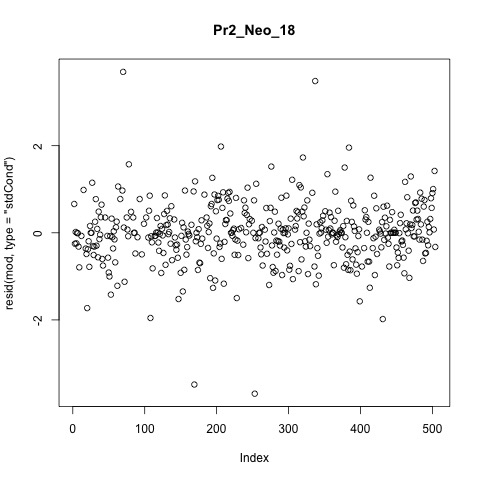 Pr2_Neo_18
resid(mod, type = "stdCond")
2
0
-2
0 100 200 300 400 500
Index